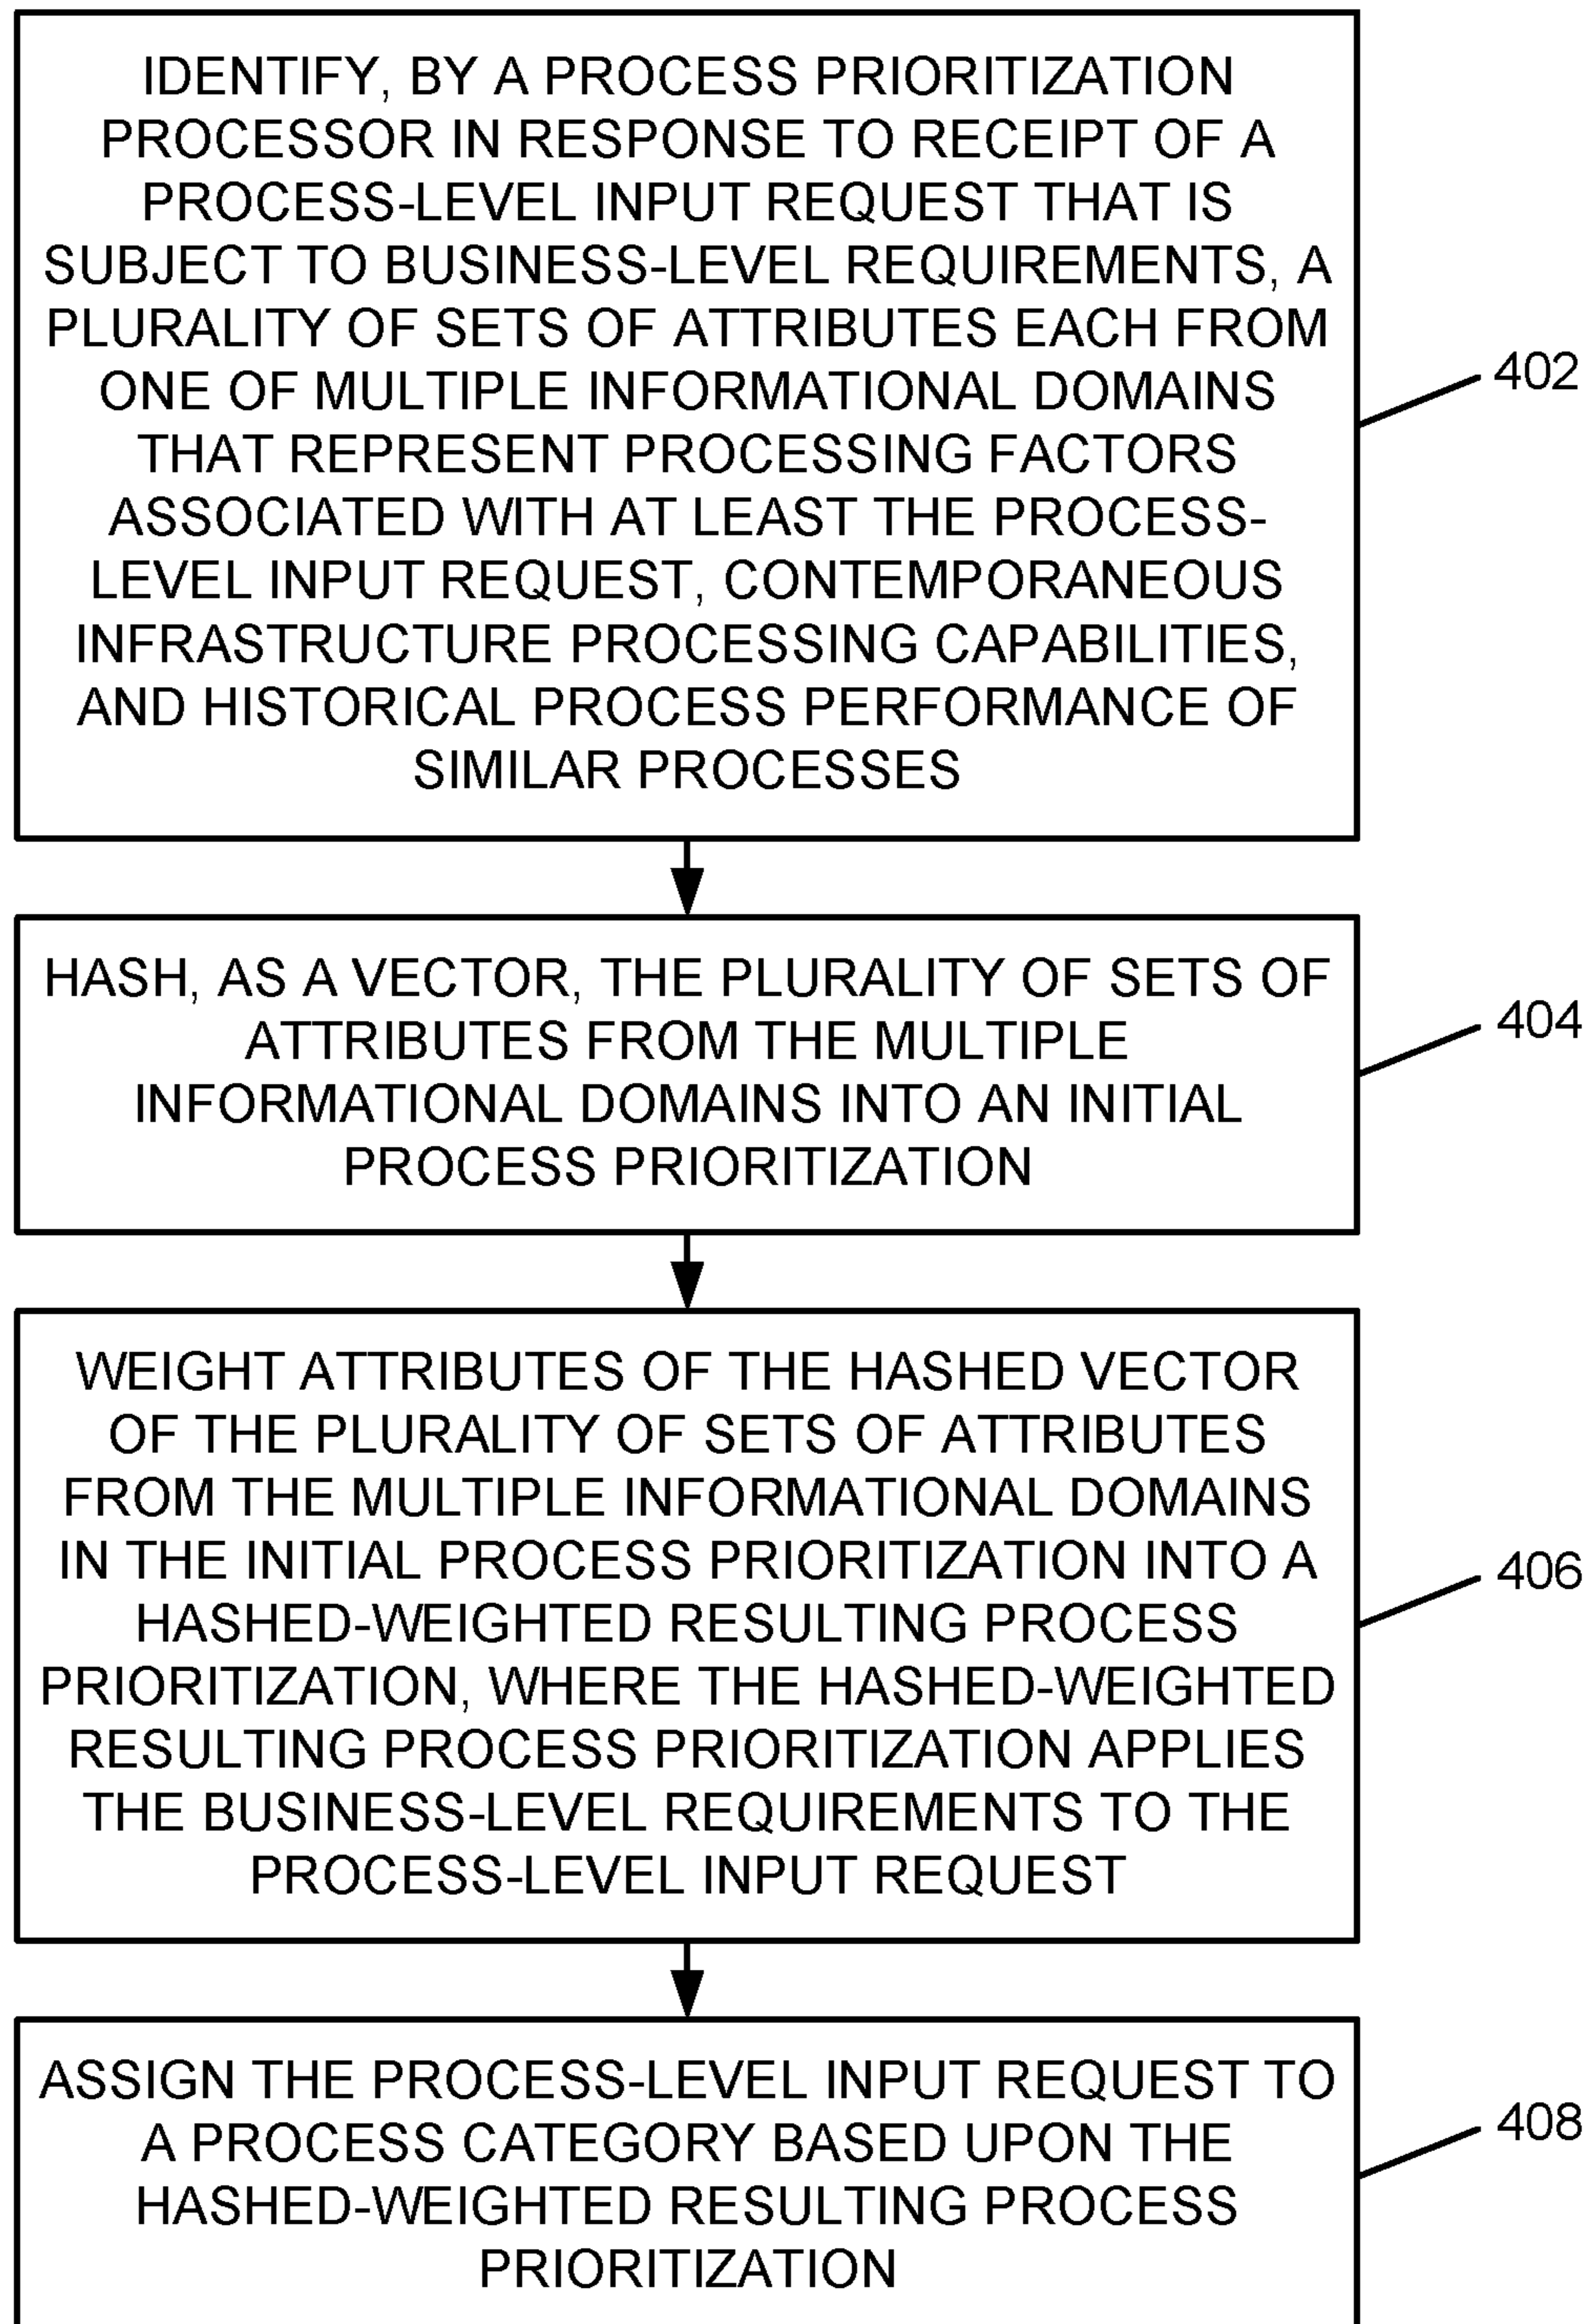 IDENTIFY, BY A PROCESS PRIORITIZATION
PROCESSOR IN RESPONSE TO RECEIPT OF A
PROCESS-LEVEL INPUT REQUEST THAT IS
SUBJECT TO BUSINESS-LEVEL REQUIREMENTS, A
PLURALITY OF SETS OF ATTRIBUTES EACH FROM
ONE OF MULTIPLE INFORMATIONAL DOMAINS
THAT REPRESENT PROCESSING FACTORS
ASSOCIATED WITH AT LEAST THE PROCESS-
LEVEL INPUT REQUEST, CONTEMPORANEOUS
INFRASTRUCTURE PROCESSING CAPABILITIES,
AND HISTORICAL PROCESS PERFORMANCE OF
SIMILAR PROCESSES
402
HASH, AS A VECTOR, THE PLURALITY OF SETS OF
ATTRIBUTES FROM THE MULTIPLE
INFORMATIONAL DOMAINS INTO AN INITIAL
PROCESS PRIORITIZATION
404
WEIGHT ATTRIBUTES OF THE HASHED VECTOR
OF THE PLURALITY OF SETS OF ATTRIBUTES
FROM THE MULTIPLE INFORMATIONAL DOMAINS
IN THE INITIAL PROCESS PRIORITIZATION INTO A
HASHED-WEIGHTED RESULTING PROCESS
PRIORITIZATION, WHERE THE HASHED-WEIGHTED
RESULTING PROCESS PRIORITIZATION APPLIES
THE BUSINESS-LEVEL REQUIREMENTS TO THE
PROCESS-LEVEL INPUT REQUEST
406
ASSIGN THE PROCESS-LEVEL INPUT REQUEST TO
A PROCESS CATEGORY BASED UPON THE
HASHED-WEIGHTED RESULTING PROCESS
PRIORITIZATION
408